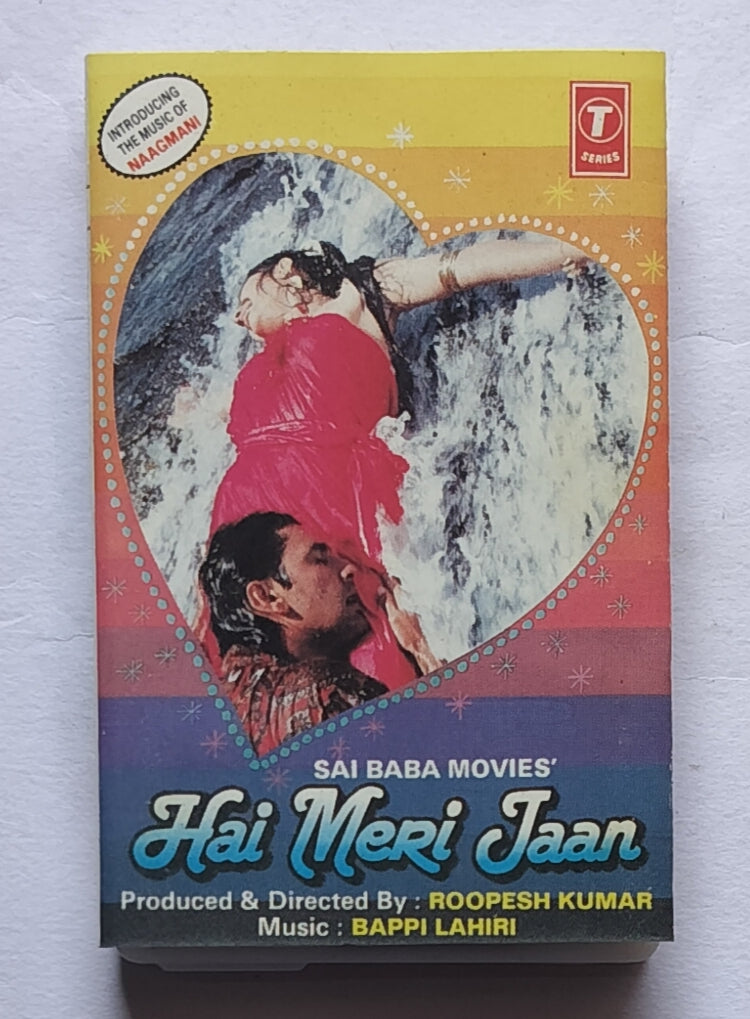 INTRODUCING
THE MUSIC OF
NAAGMANI
T
SERIES
SAI BABA MOVIES'
Hai Meri Jaan
Produced & Directed By : ROOPESH KUMAR
Music : BAPPI LAHIRI